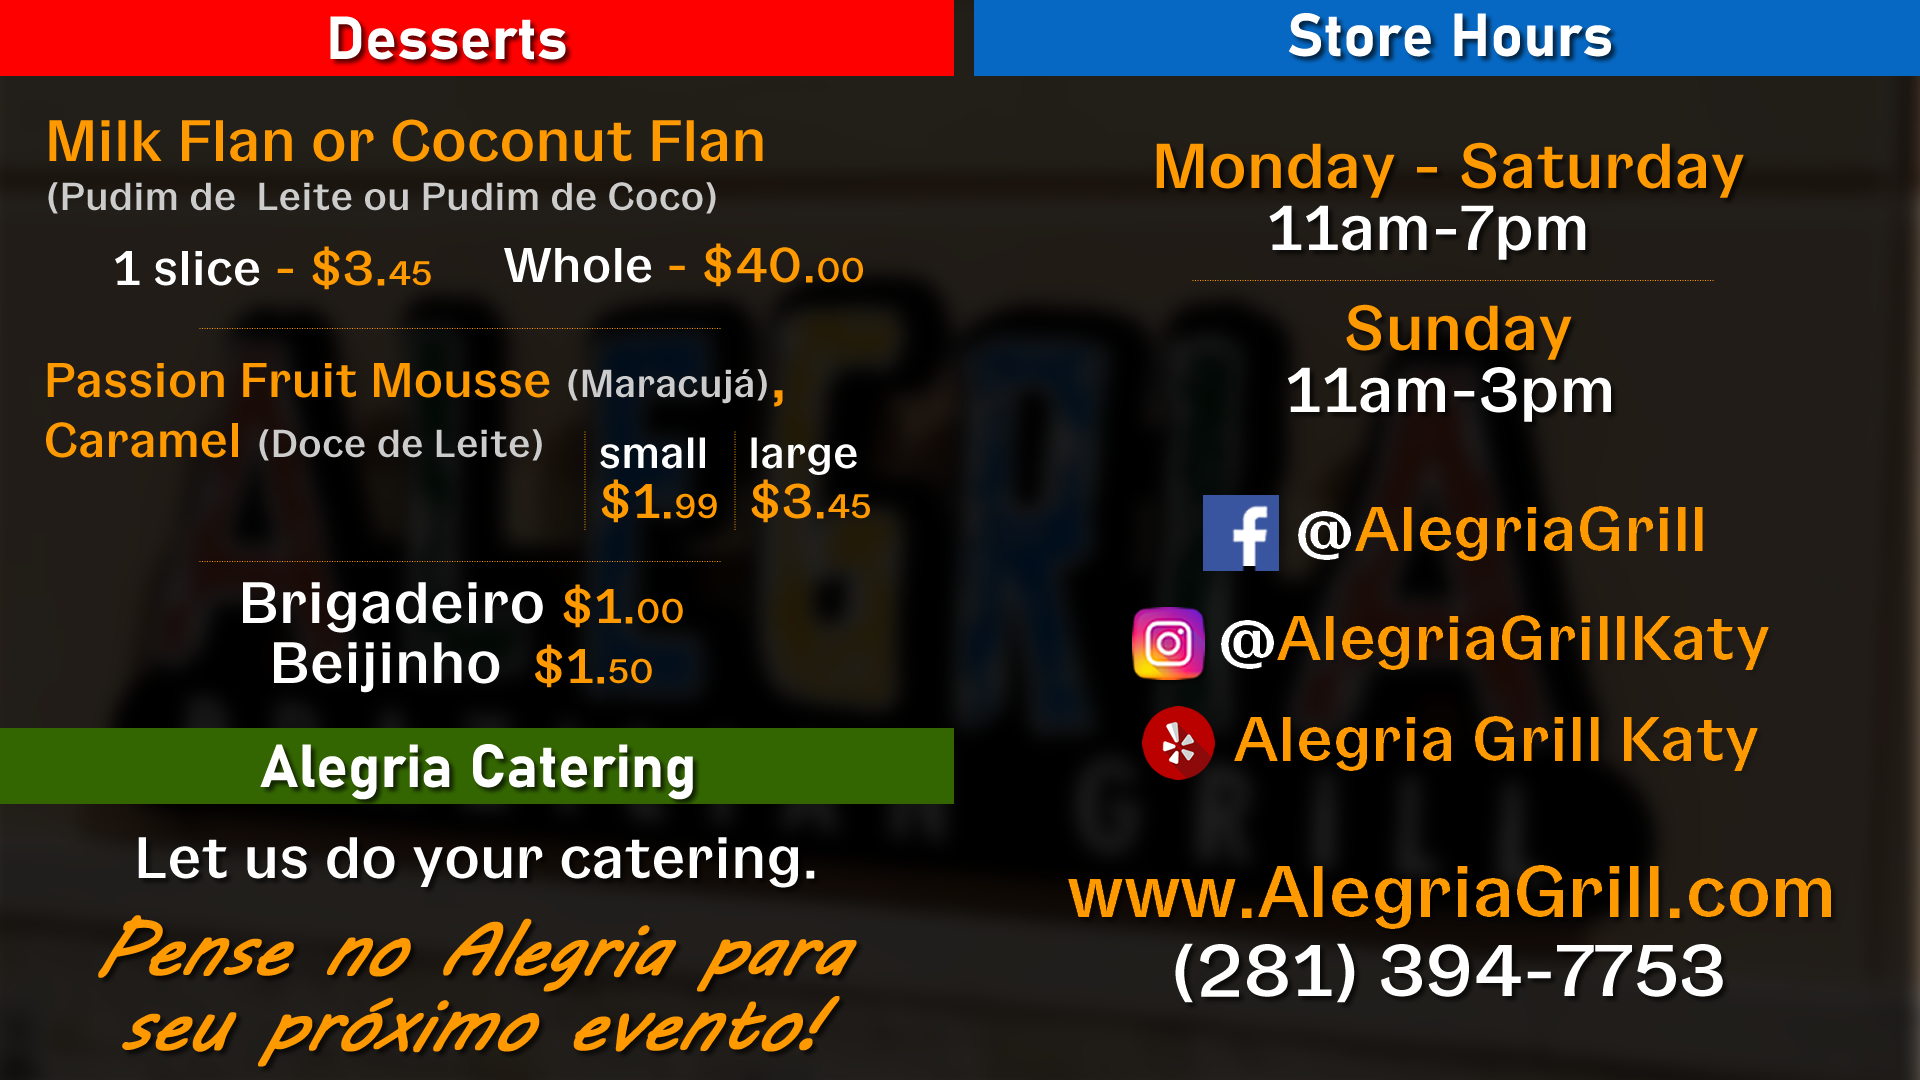 Desserts
Milk Flan or Coconut Flan
(Pudim de Leite ou Pudim de Coco)
1 slice - $3.45 Whole - $40.00
Passion Fruit Mousse (Maracujá),
Caramel (Doce de Leite)
small large
$1.99 $3.45
Brigadeiro $1.00
Beijinho $1.50
Alegria Catering
Let us do your catering.
Pense no Alegria para
seu próximo evento!
Store Hours
Monday - Saturday
11am-7pm
Sunday
11am-3pm
@AlegriaGrill
@AlegriaGrillKaty
Alegria Grill Katy
www.AlegriaGrill.com
(281) 394-7753
ALEGRIA
BRAZILIAN GRILL